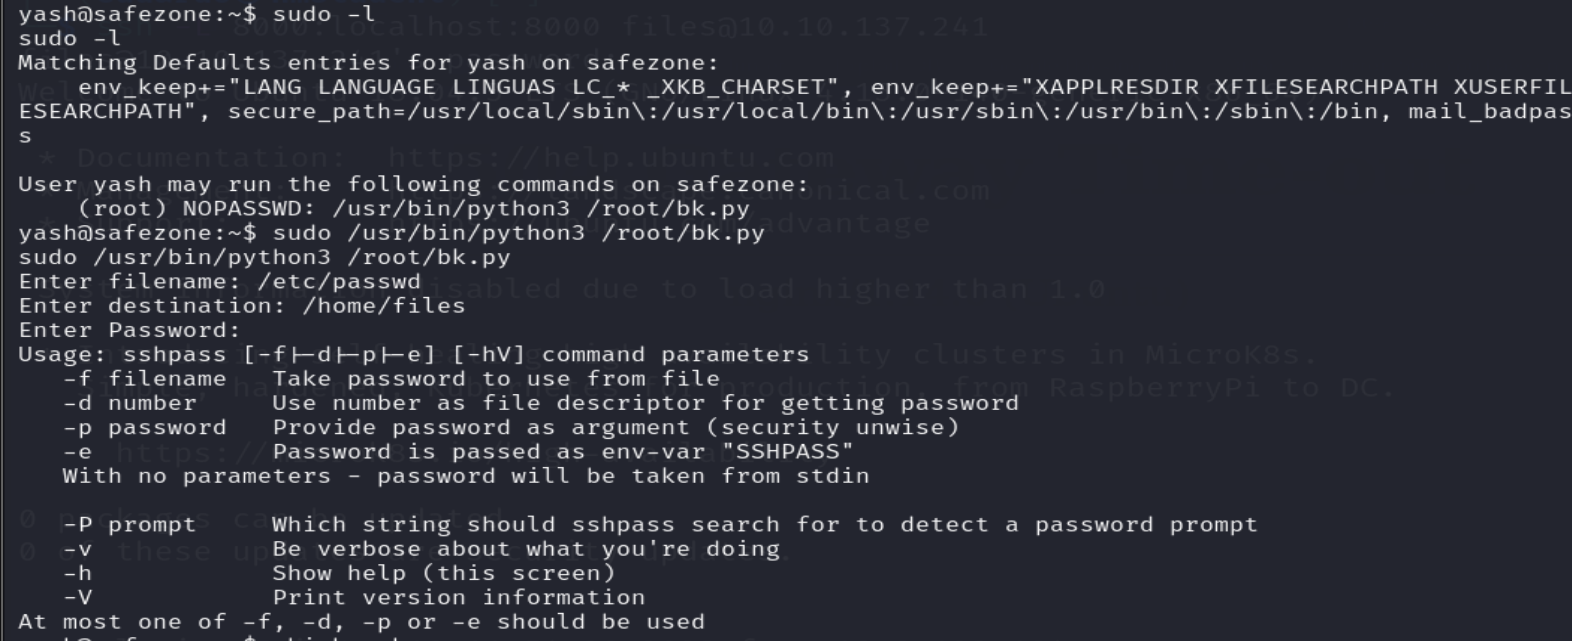 yash@safezone:~$ sudo -l
sudo -l
Matching Defaults entries for yash on safezone:
    env_keep+="LANG LANGUAGE LINGUAS LC_* _XKB_CHARSET", env_keep+="XAPPLRESDIR XFILESEARCHPATH XUSERFIL
ESEARCHPATH", secure_path=/usr/local/sbin\:/usr/local/bin\:/usr/sbin\:/usr/bin\:/sbin\:/bin, mail_badpas
s

User yash may run the following commands on safezone:
    (root) NOPASSWD: /usr/bin/python3 /root/bk.py
yash@safezone:~$ sudo /usr/bin/python3 /root/bk.py
sudo /usr/bin/python3 /root/bk.py
Enter filename: /etc/passwd
Enter destination: /home/files
Enter Password:
Usage: sshpass [-f|-d|-p|-e] [-hV] command parameters
   -f filename   Take password to use from file
   -d number     Use number as file descriptor for getting password
   -p password   Provide password as argument (security unwise)
   -e            Password is passed as env-var "SSHPASS"
   With no parameters - password will be taken from stdin

   -P prompt     Which string should sshpass search for to detect a password prompt
   -v            Be verbose about what you're doing
   -h            Show help (this screen)
   -V            Print version information
At most one of -f, -d, -p or -e should be used